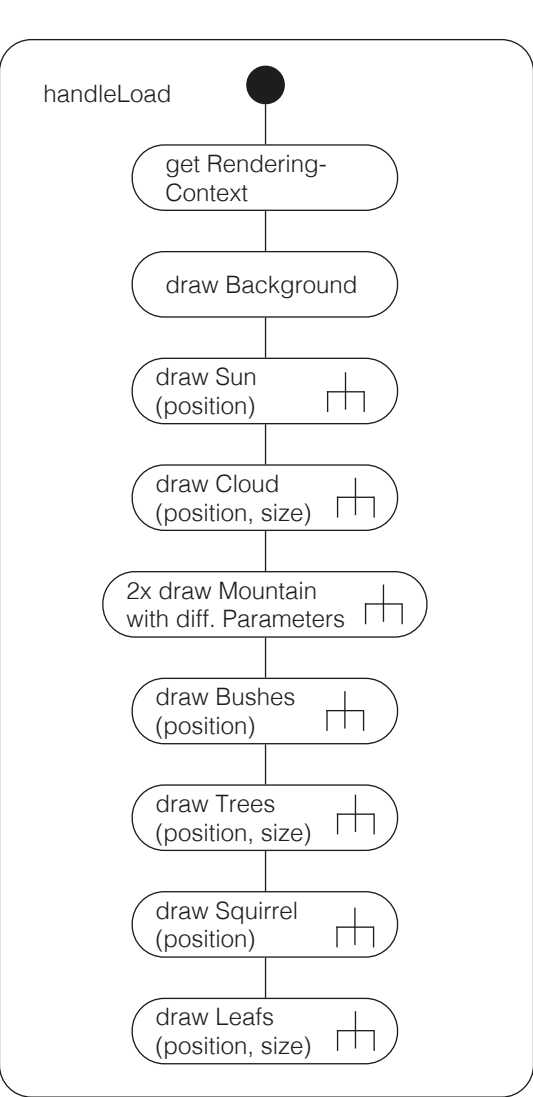 handleLoad
get Rendering-
Context
draw Background
draw Sun
(position)
draw Cloud
(position, size)
2x draw Mountain
with diff. Parameters
draw Bushes
(position)
draw Trees
(position, size)
draw Squirrel
(position)
draw Leafs
(position, size)